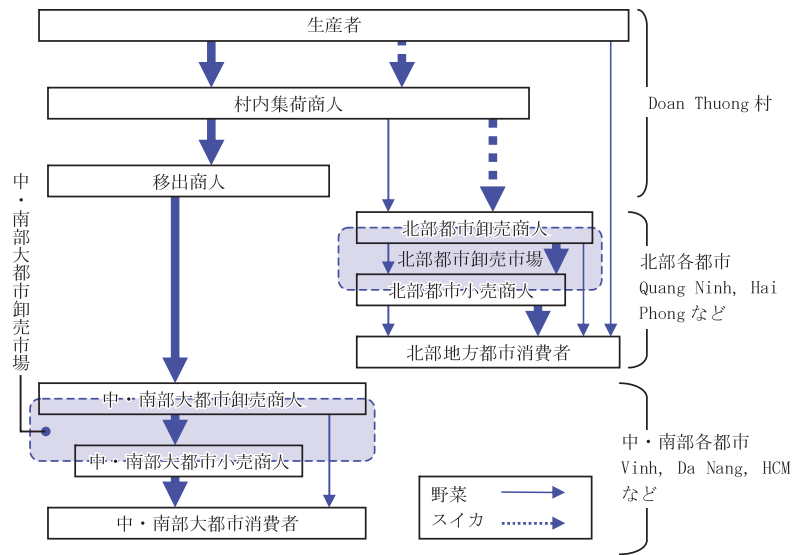 生産者
村内集荷商人
Doan Thuong 村
移出商人
中・南部大都市卸売市場
北部都市卸売商人
北部都市卸売市場
北部都市小売商人
北部地方都市消費者
北部各都市
Quang Ninh, Hai
Phong など
中・南部大都市卸売商人
中・南部大都市小売商人
中・南部大都市消費者
中・南部各都市
Vinh, Da Nang, HCM
など
野菜
スイカ